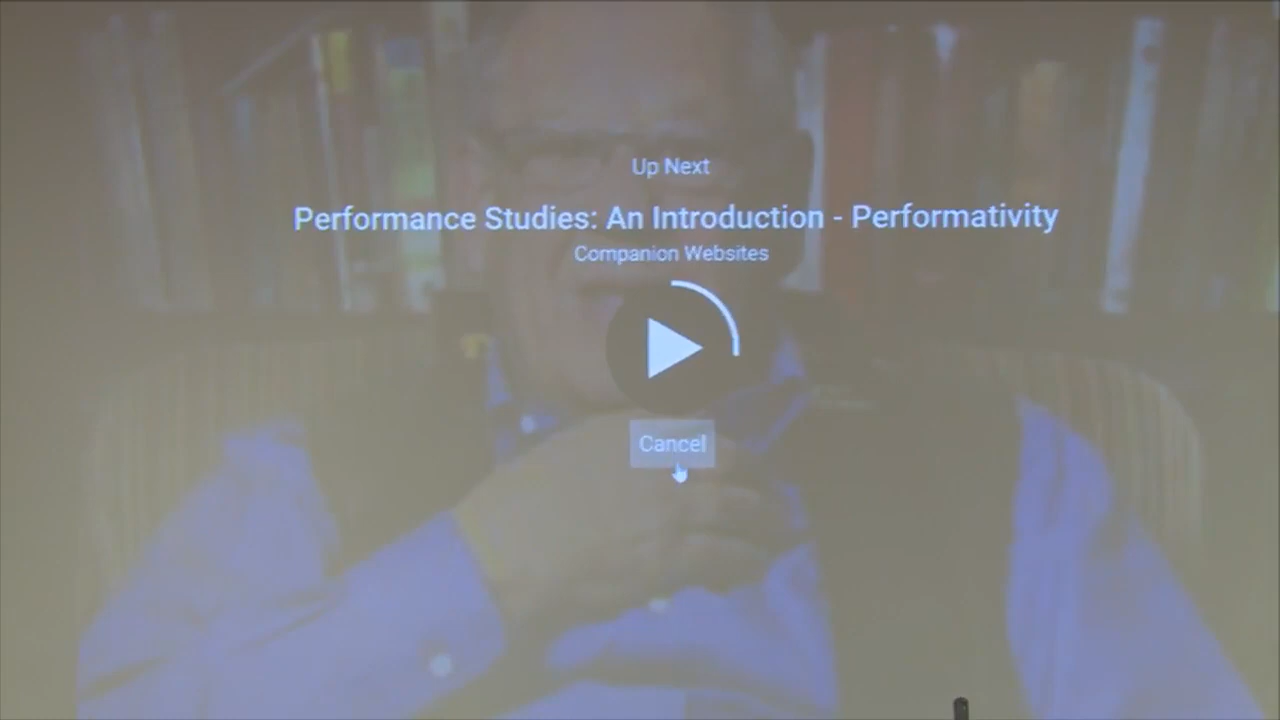 Up Next
Performance Studies: An Introduction - Performativity
Companion Websites
Cancel